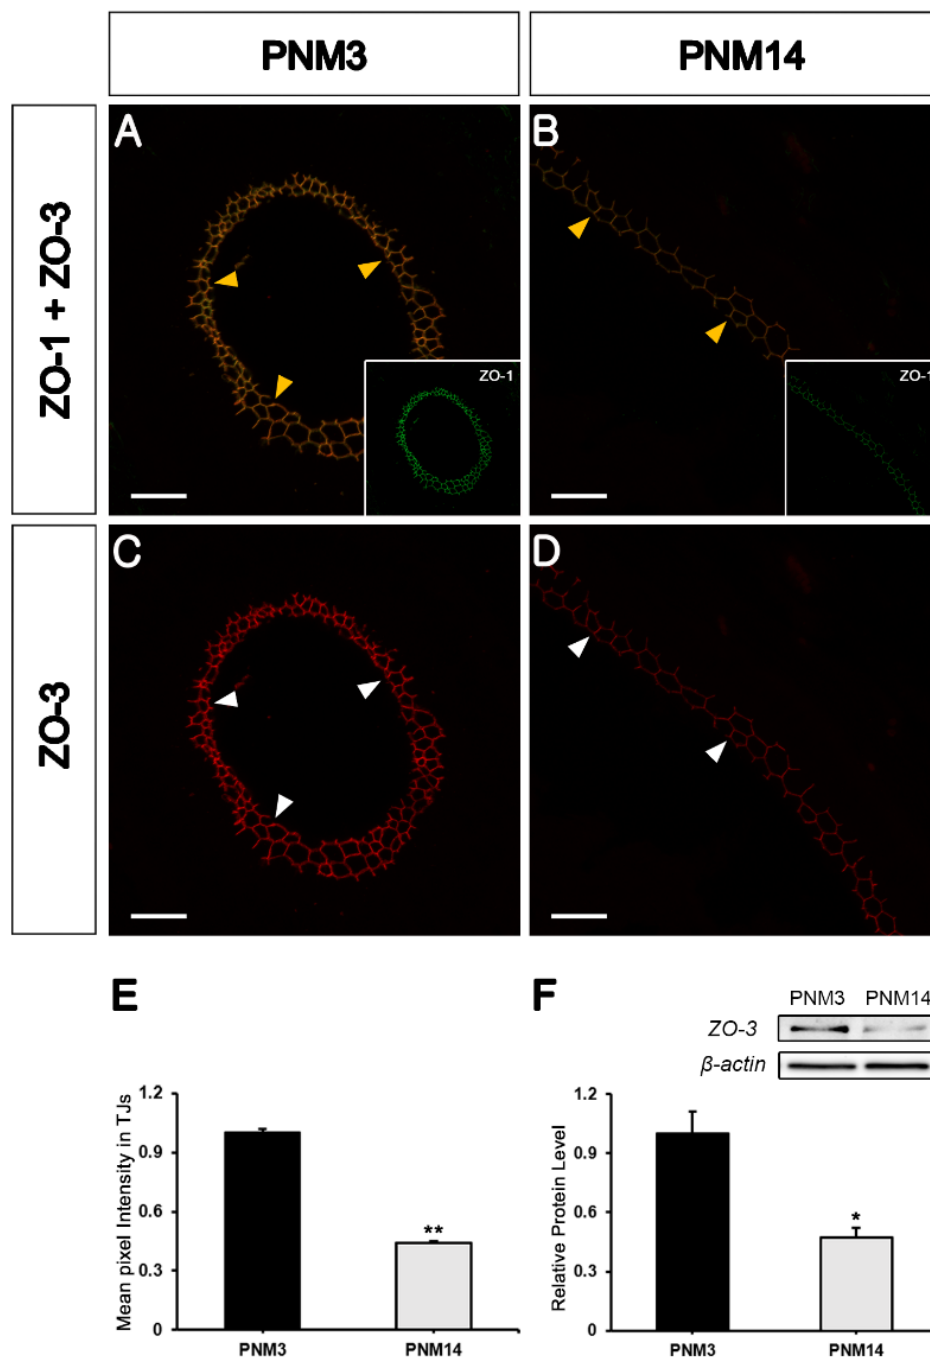 PNM3
PNM14
ZO-1 + ZO-3
A
B
ZO-1
ZO-1
ZO-3
C
D
E
F
PNM3 PNM14
ZO-3
β-actin
Mean pixel Intensity in TJs
1.2
0.9
0.6
0.3
0
**
PNM3
PNM14
Relative Protein Level
1.2
0.9
0.6
0.3
0
*
PNM3
PNM14